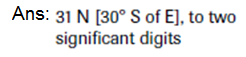 Ans: 31 N [30° S of E], to two
significant digits